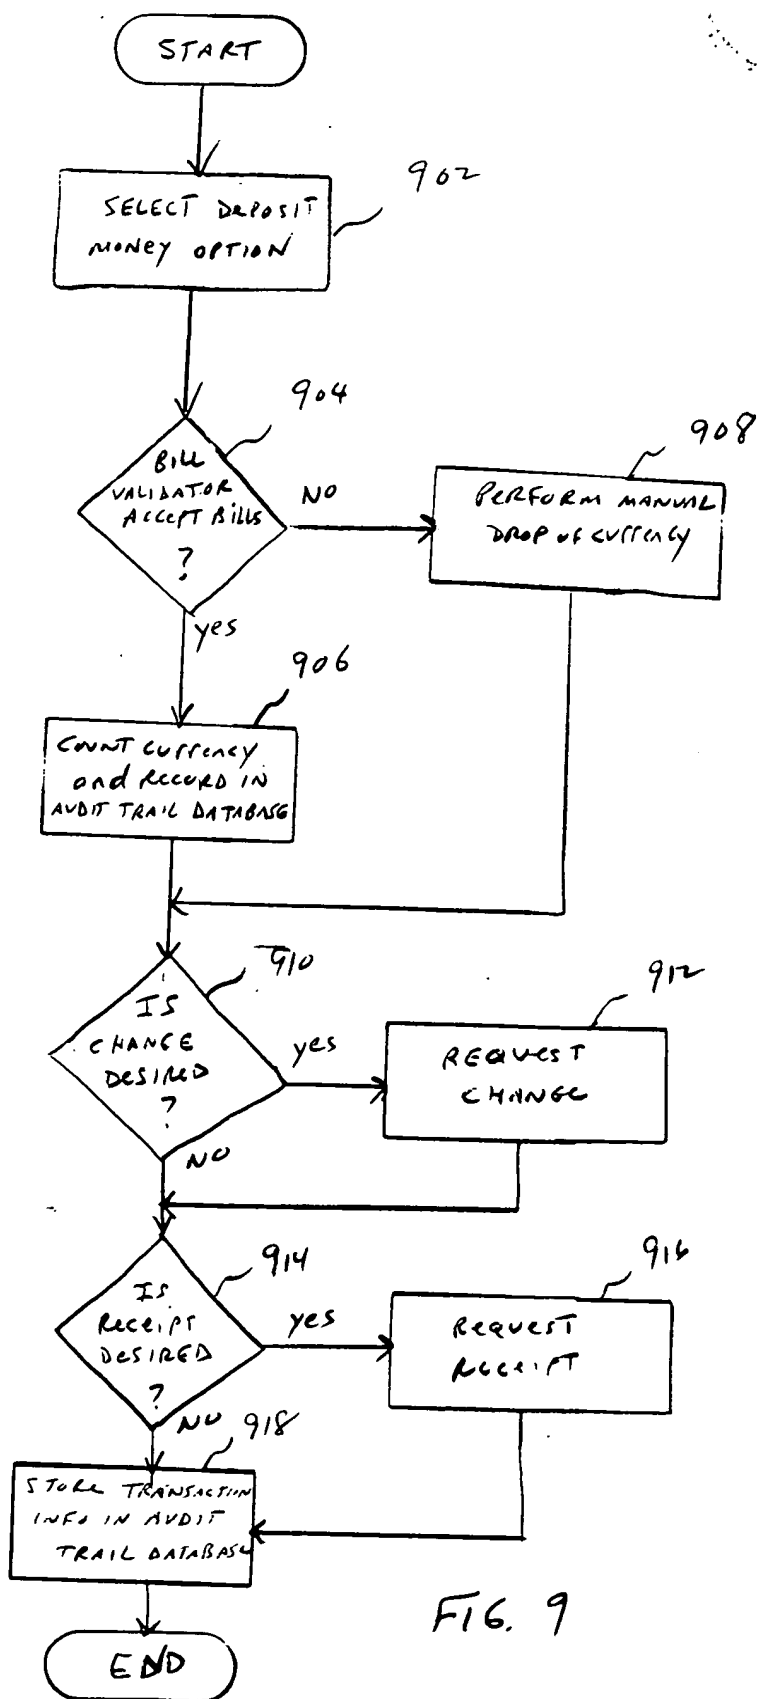 START
902
SELECT DEPOSIT
MONEY OPTION
904
BILL
VALIDATOR
ACCEPT BILLS
?
NO
908
PERFORM MANUAL
DROP OF CURRENCY
yes
906
COUNT CURRENCY
and RECORD IN
AUDIT TRAIL DATABASE
910
IS
CHANGE
DESIRED
?
yes
912
REQUEST
CHANGE
NO
914
IS
RECEIPT
DESIRED
?
yes
916
REQUEST
RECEIPT
NO
918
STORE TRANSACTION
INFO IN AUDIT
TRAIL DATABASE
END
FIG. 9